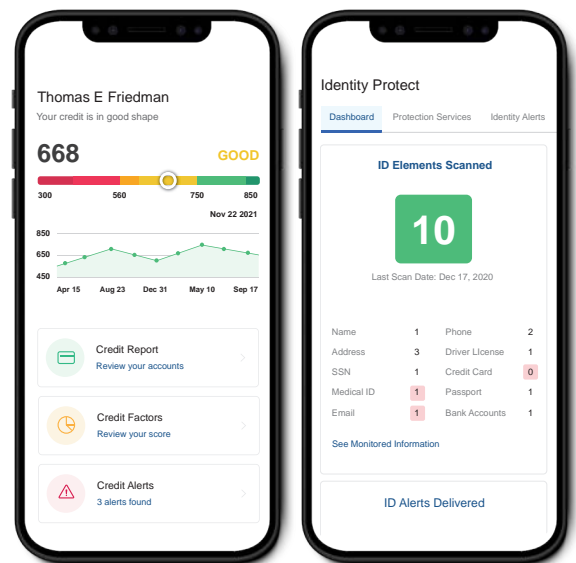 Thomas E Friedman
Your credit is in good shape
668 GOOD
300 560 750 850
Nov 22 2021
850
650
450
Apr 15 Aug 23 Dec 31 May 10 Sep 17
Credit Report
Review your accounts
Credit Factors
Review your score
Credit Alerts
3 alerts found
Identity Protect
Dashboard Protection Services Identity Alerts
ID Elements Scanned
10
Last Scan Date: Dec 17, 2020
Name 1 Phone 2
Address 3 Driver LIcense 1
SSN 1 Credit Card 0
Medical ID 1 Passport 1
Email 1 Bank Accounts 1
See Monitored Information
ID Alerts Delivered